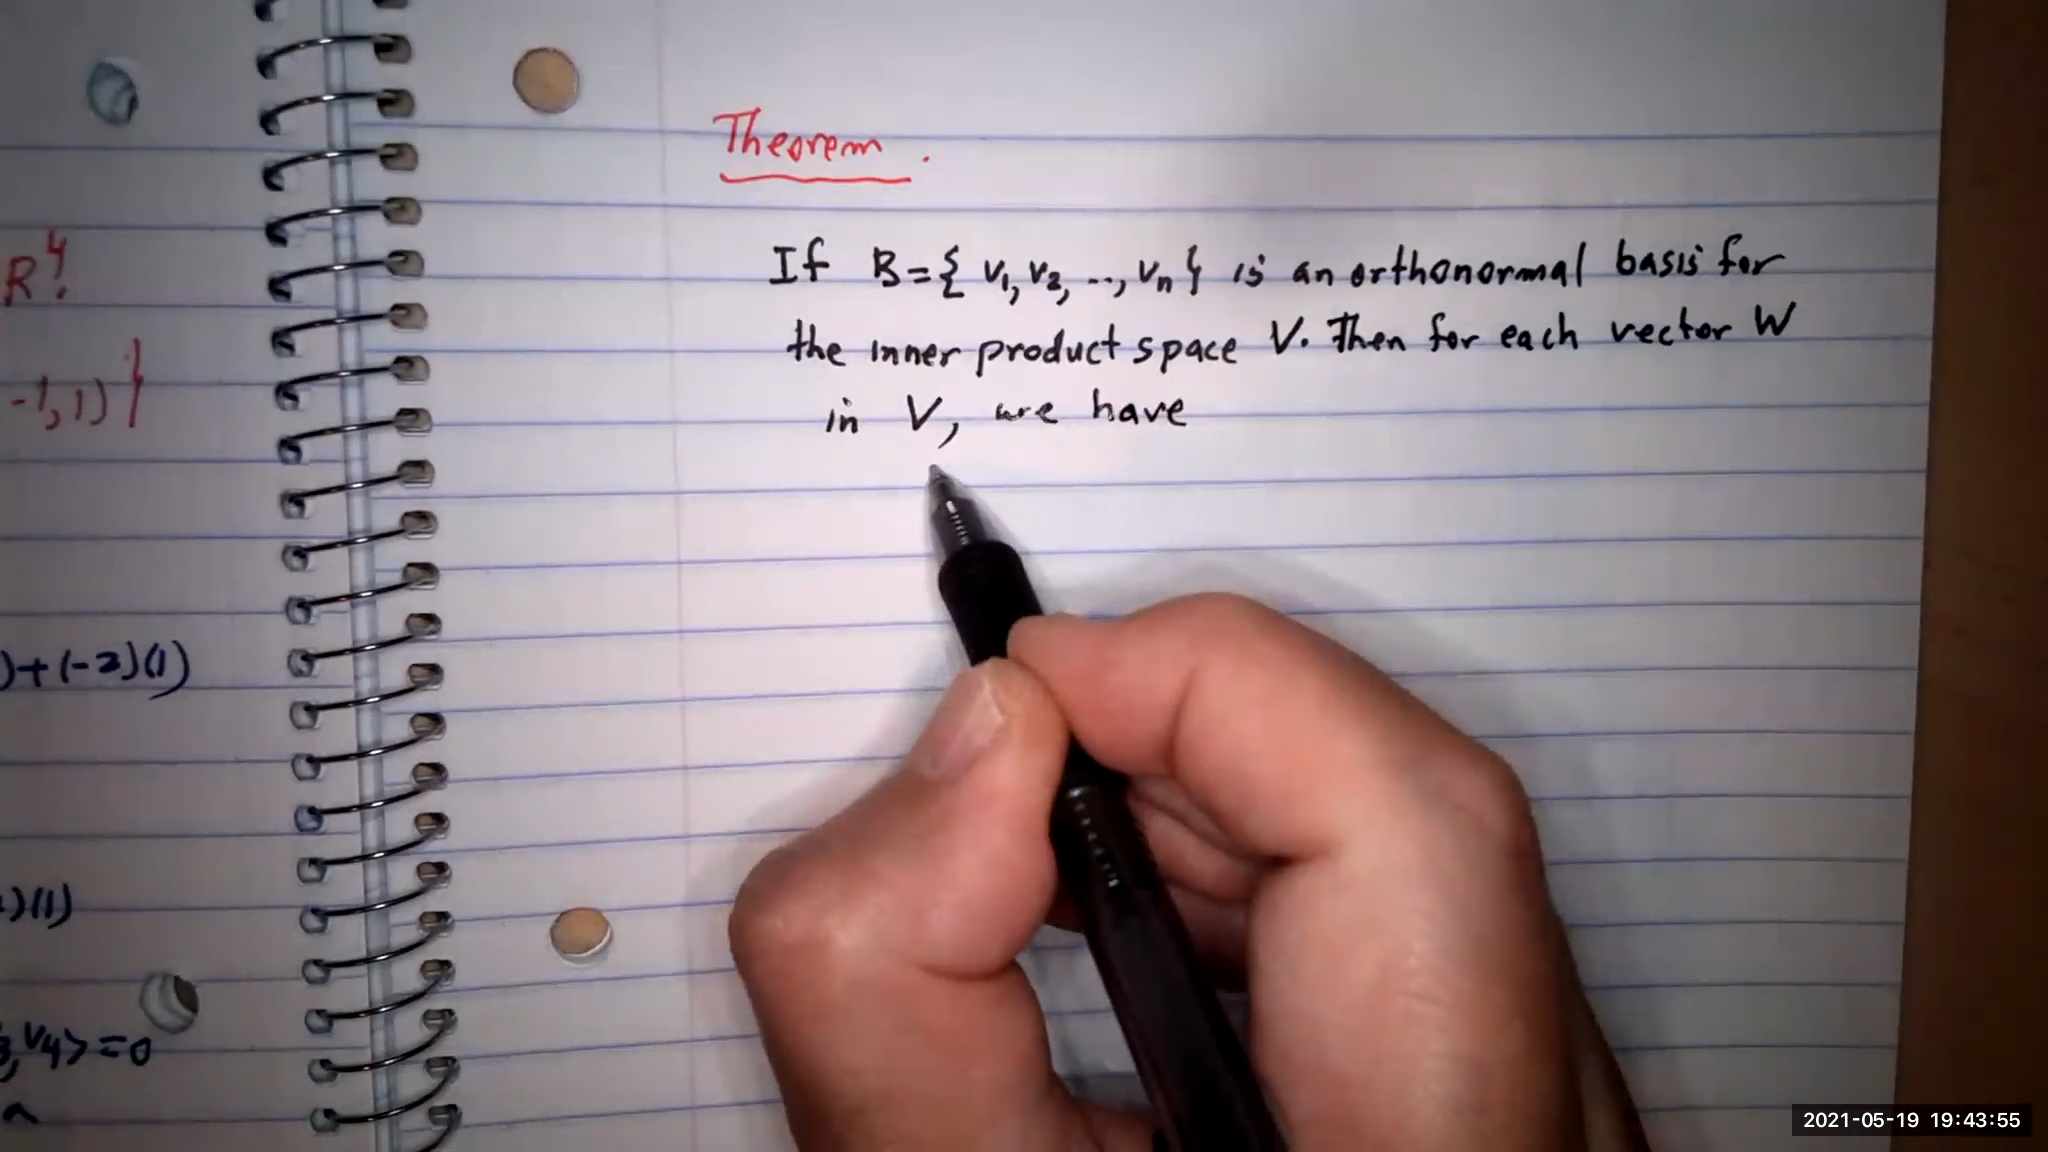 Theorem.
If B = { v₁, v₂, .., vₙ } is an orthonormal basis for
the inner product space V. Then for each vector W
in V, we have
R⁴.
-1, 1) }
) + (-2)(1)
)(1)
, v₄> = 0
2021-05-19 19:43:55